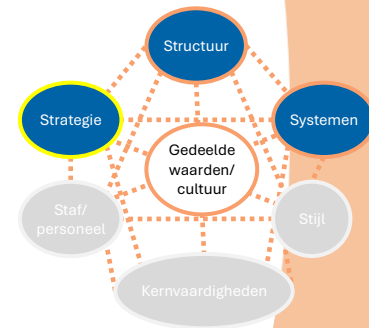 Structuur
Strategie
Systemen
Gedeelde
waarden/
cultuur
Staf/
personeel
Stijl
Kernvaardigheden